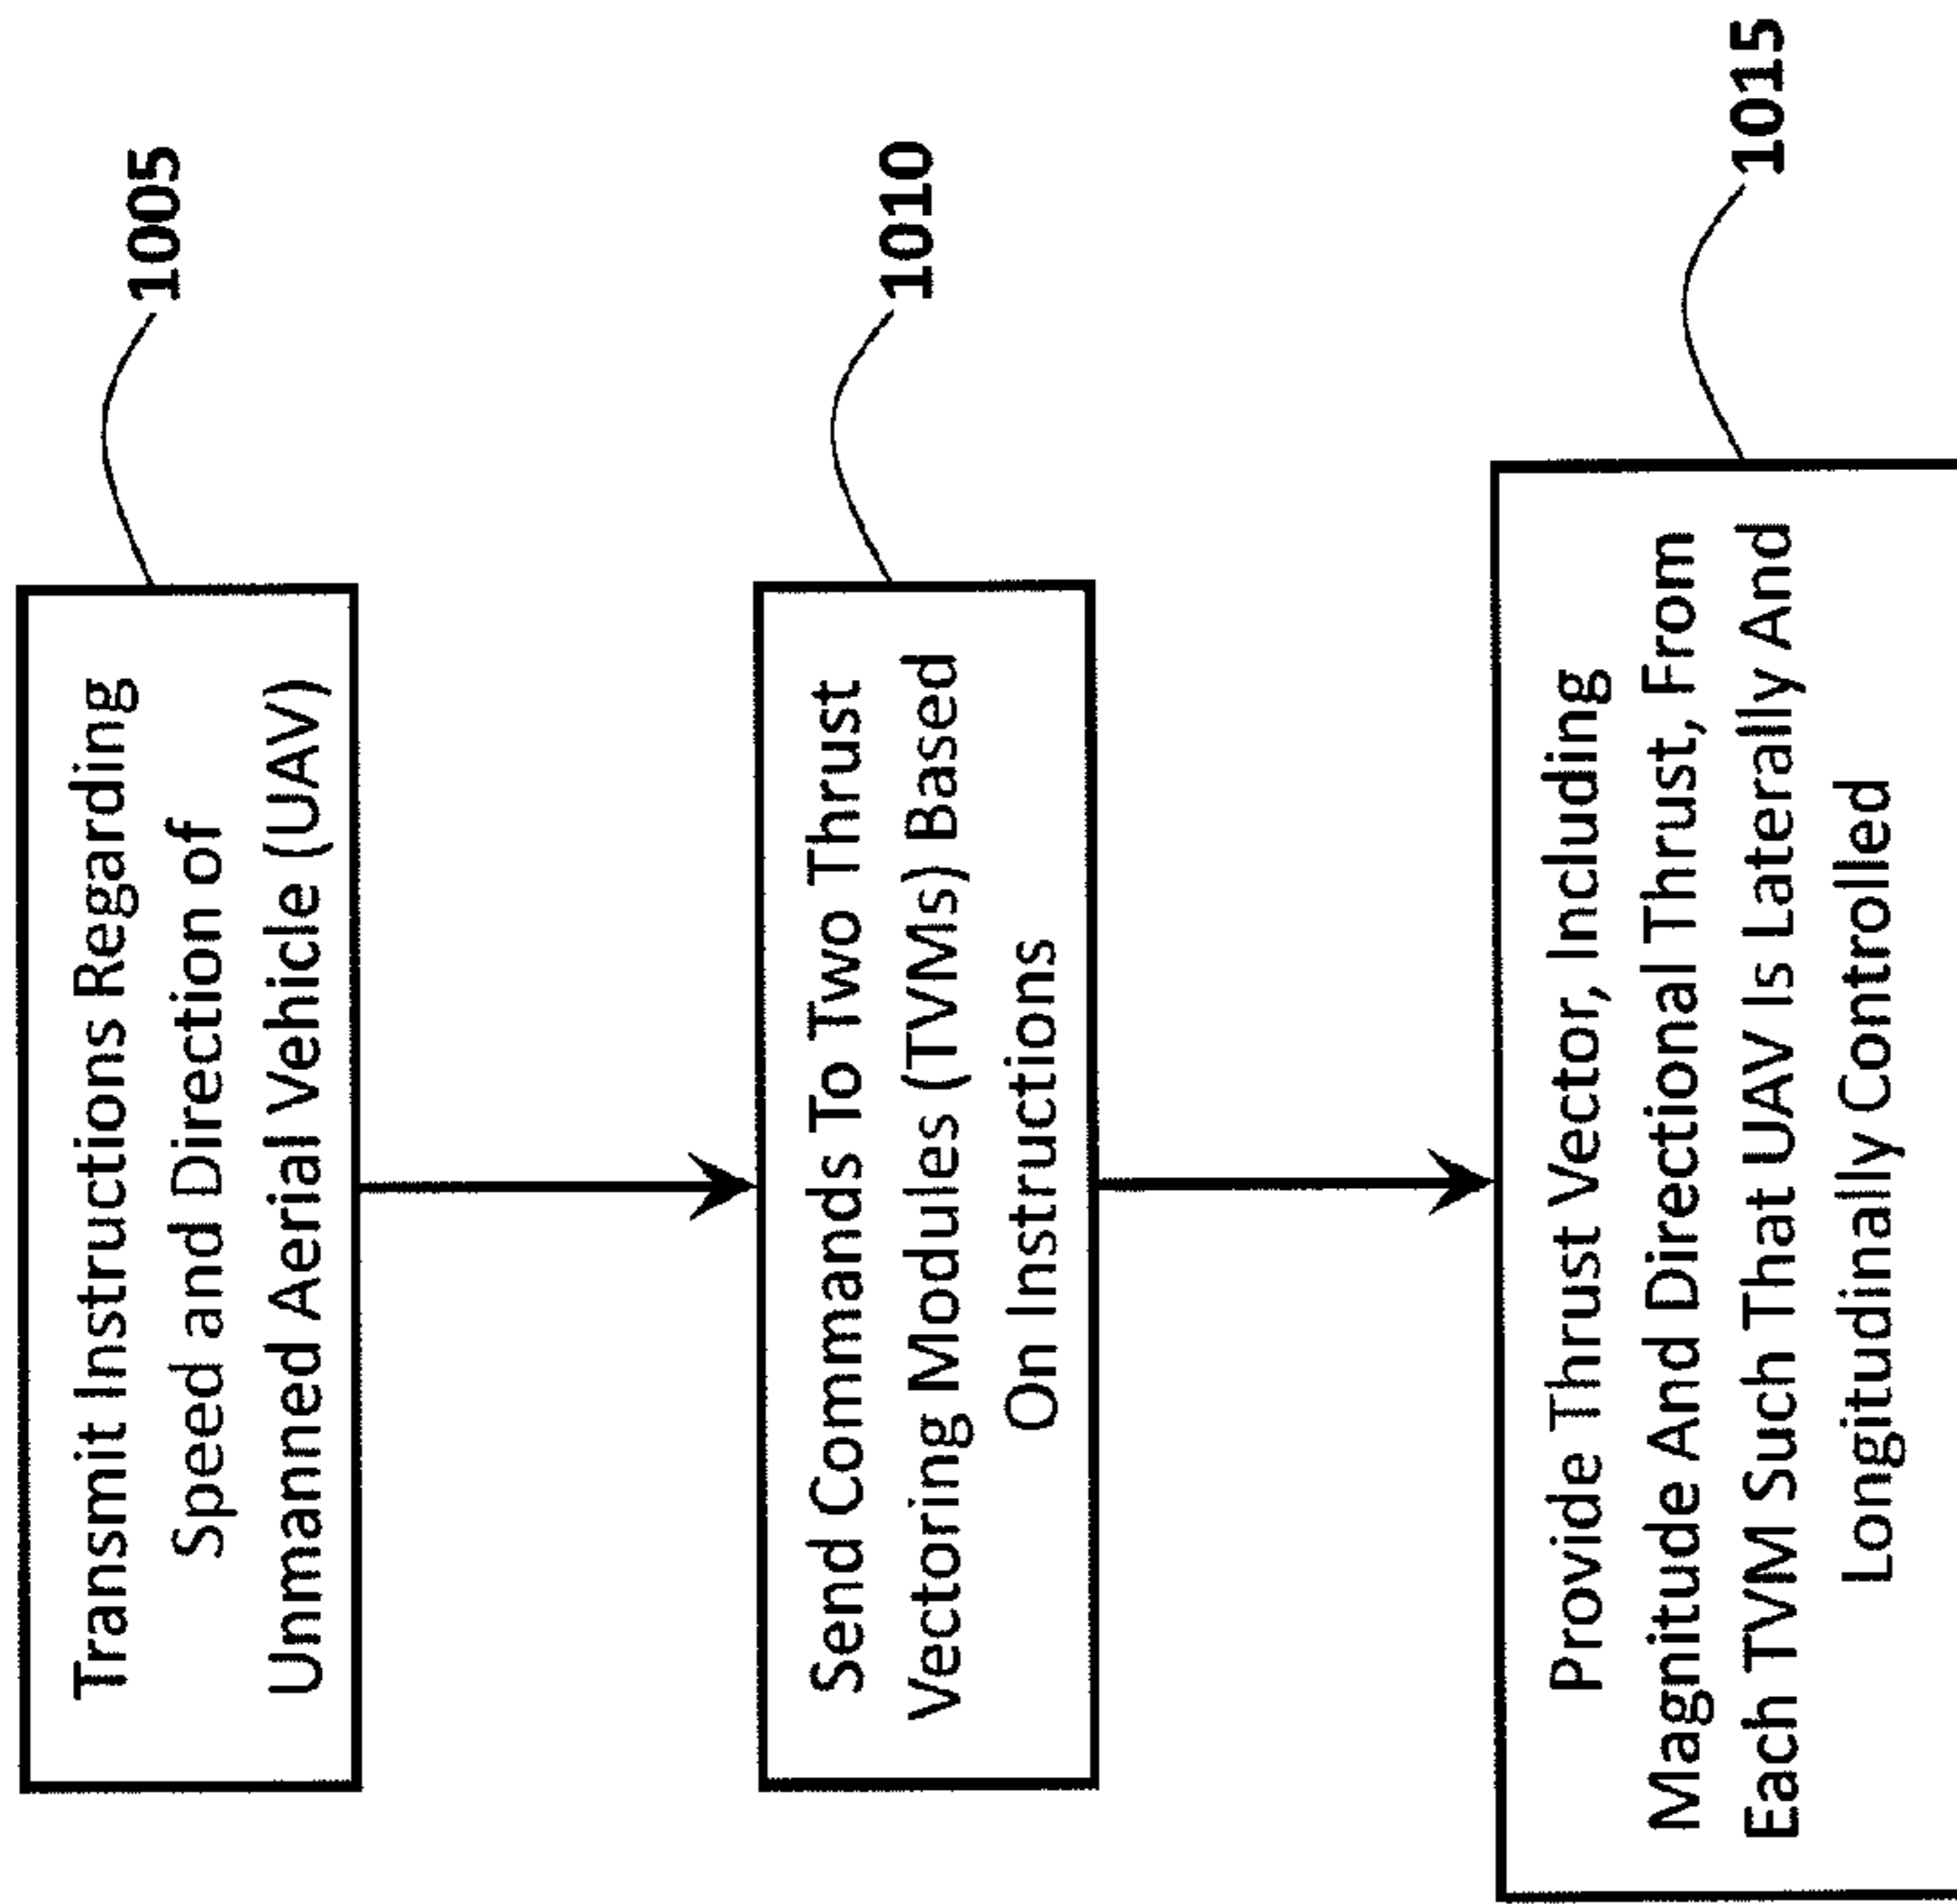 Transmit Instructions Regarding
Speed and Direction of
Unmanned Aerial Vehicle (UAV)
1005
Send Commands To Two Thrust
Vectoring Modules (TVMs) Based
On Instructions
1010
Provide Thrust Vector, Including
Magnitude And Directional Thrust, From
Each TVM Such That UAV Is Laterally And
Longitudinally Controlled
1015